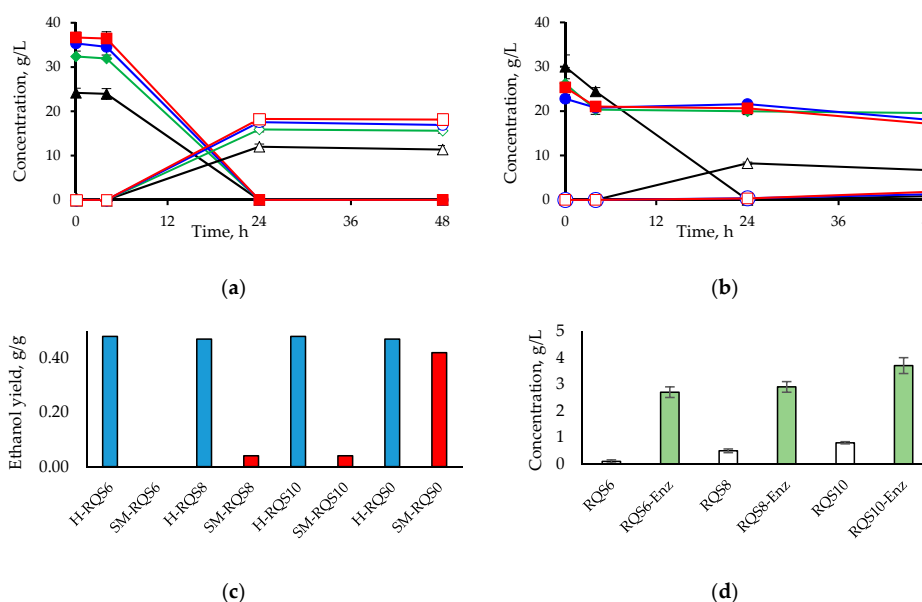 40
30
20
10
0
Concentration, g/L
0 12 24 36 48
Time, h
(a)
40
30
20
10
0
Concentration, g/L
0 12 24 36
Time, h
(b)
0.40
0.20
0.00
Ethanol yield, g/g
H-RQS6
SM-RQS6
H-RQS8
SM-RQS8
H-RQS10
SM-RQS10
H-RQS0
SM-RQS0
(c)
5
4
3
2
1
0
Concentration, g/L
RQS6
RQS6-Enz
RQS8
RQS8-Enz
RQS10
RQS10-Enz
(d)